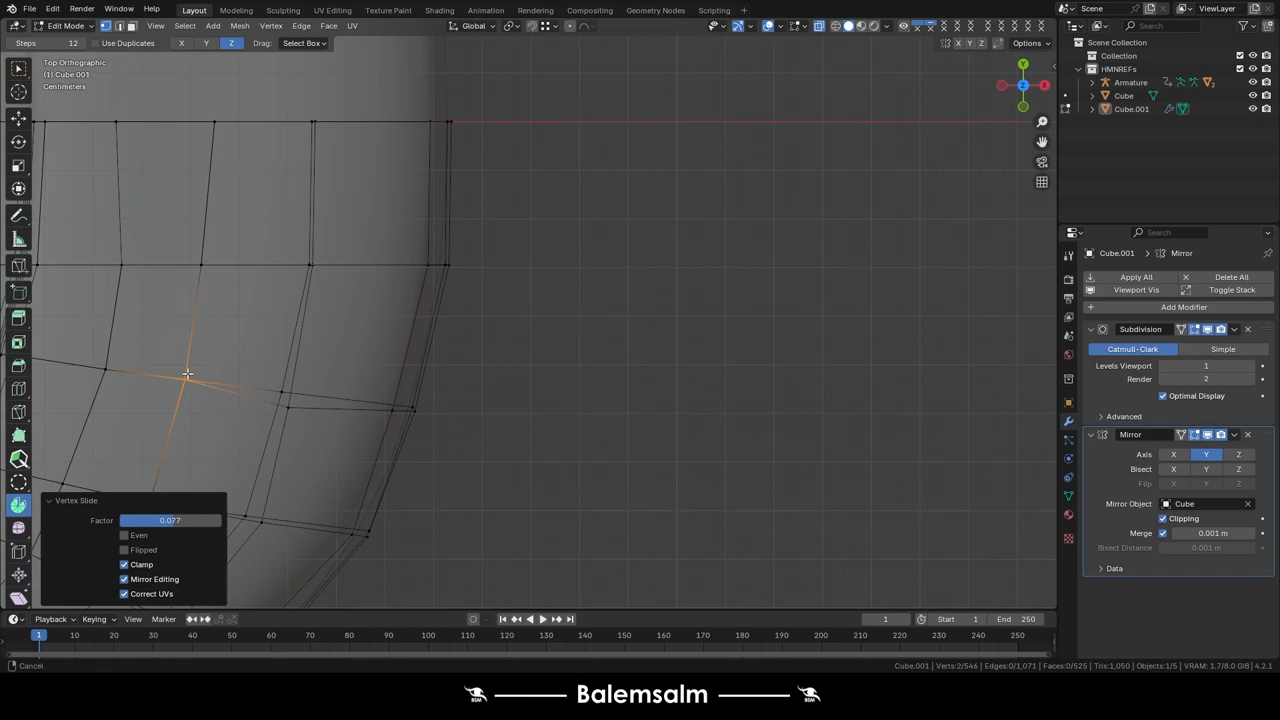 File Edit Render Window Help
Layout Modeling Sculpting UV Editing Texture Paint Shading Animation Rendering Compositing Geometry Nodes Scripting
Scene ViewLayer
Edit Mode View Select Add Mesh Vertex Edge Face UV
Global
Search
Steps 12 Use Duplicates X Y Z Drag: Select Box
X Y Z Options
Scene Collection
Collection
HMNREFs
Armature 2
Cube
Cube.001
Top Orthographic
(1) Cube.001
Centimeters
Y
Z X
Search
Cube.001 Mirror
Apply All Delete All
Viewport Vis Toggle Stack
Add Modifier
Subdivision
Catmull-Clark Simple
Levels Viewport 1
Render 2
Optimal Display
Advanced
Mirror
Axis X Y Z
Bisect X Y Z
Flip X Y Z
Mirror Object Cube
Clipping
Merge 0.001 m
Bisect Distance 0.001 m
Data
Vertex Slide
Factor 0.077
Even
Flipped
Clamp
Mirror Editing
Correct UVs
Playback Keying View Marker 1 Start 1 End 250
1 10 20 30 40 50 60 70 80 90 100 110 120 130 140 150 160 170 180 190 200 210 220 230 240 250
Cancel
Cube.001 | Verts:2/546 | Edges:0/1,071 | Faces:0/525 | Tris:1,050 | Objects:1/5 | VRAM: 1.7/8.0 GiB | 4.2.1
BSM Balemsalm BSM